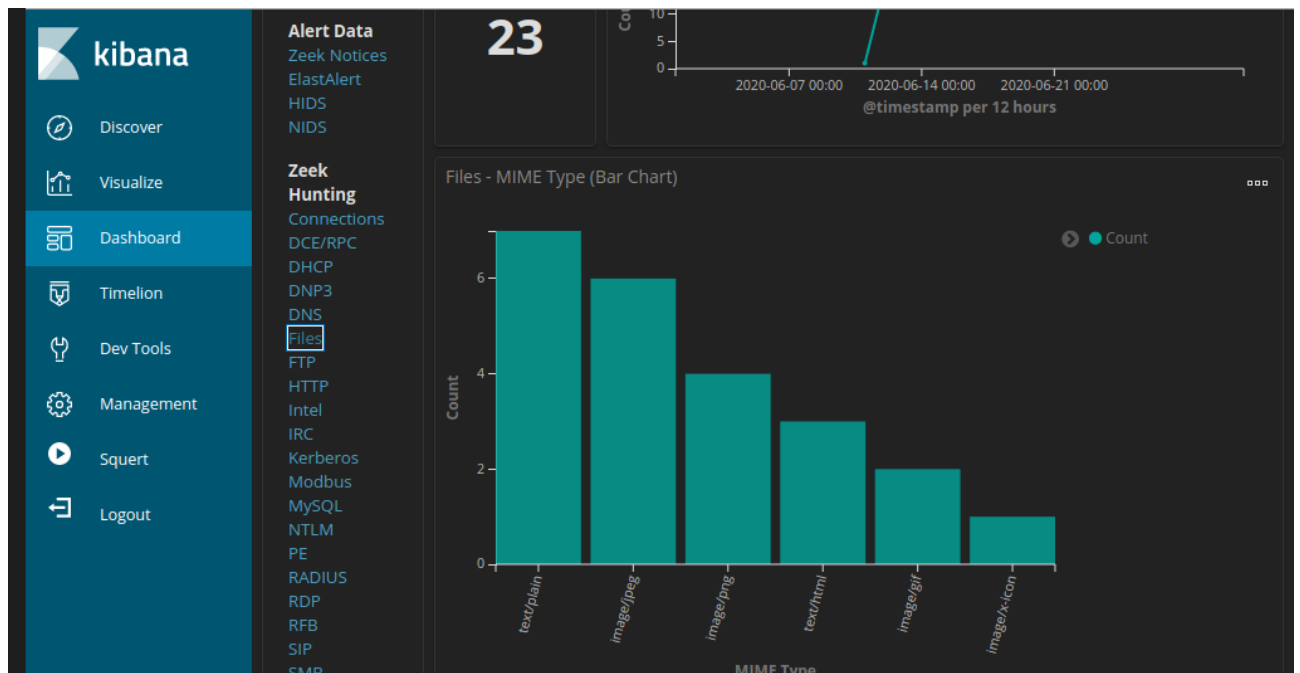 kibana
Discover
Visualize
Dashboard
Timelion
Dev Tools
Management
Squert
Logout
Alert Data
Zeek Notices
ElastAlert
HIDS
NIDS
Zeek
Hunting
Connections
DCE/RPC
DHCP
DNP3
DNS
Files
FTP
HTTP
Intel
IRC
Kerberos
Modbus
MySQL
NTLM
PE
RADIUS
RDP
RFB
SIP
SMB
23
10
5
0
2020-06-07 00:00 2020-06-14 00:00 2020-06-21 00:00
@timestamp per 12 hours
Files - MIME Type (Bar Chart)
Count
6
4
2
0
Count
text/plain
image/jpeg
image/png
text/html
image/gif
image/x-icon
MIME Type